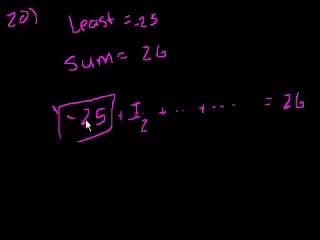 20) Least = -25
Sum = 26
-25 + I2 + ·· + ··· = 26